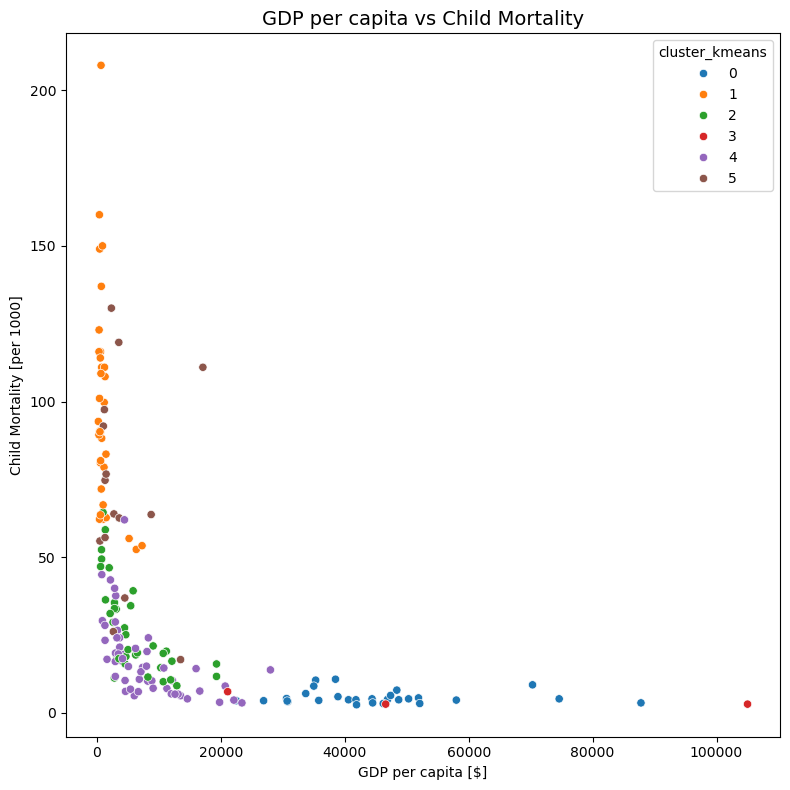 GDP per capita vs Child Mortality
cluster_kmeans
0
1
2
3
4
5
Child Mortality [per 1000]
200
150
100
50
0
0 20000 40000 60000 80000 100000
GDP per capita [$]